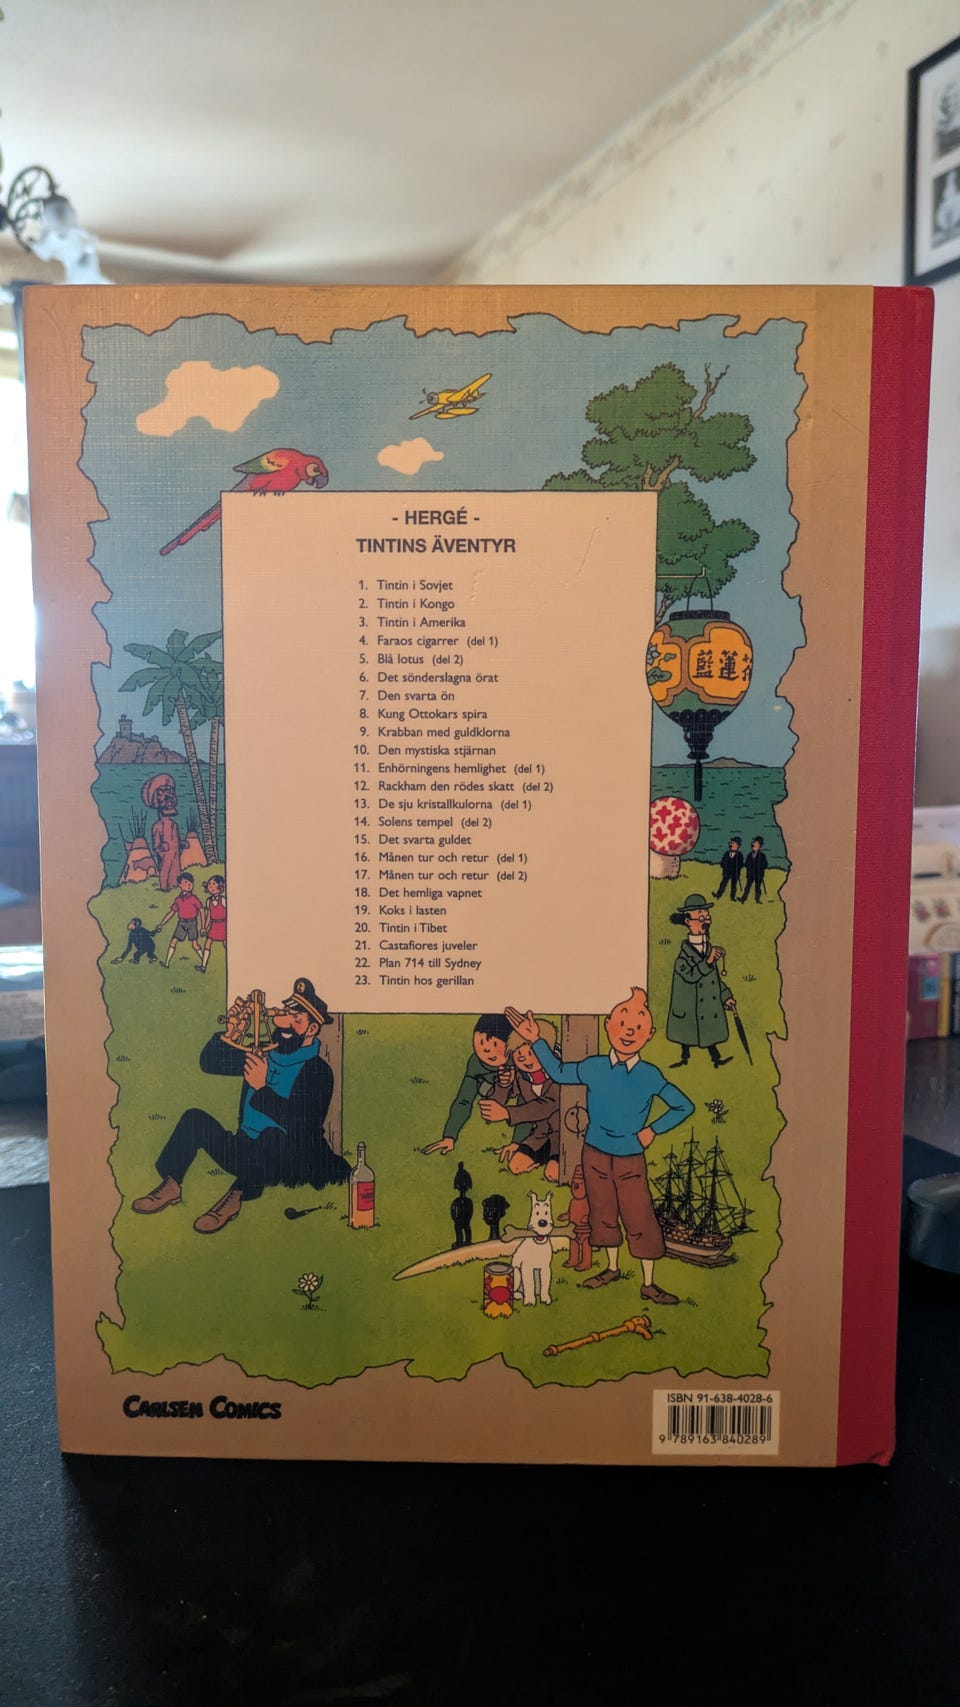 - HERGÉ -
TINTINS ÄVENTYR
1. Tintin i Sovjet
2. Tintin i Kongo
3. Tintin i Amerika
4. Faraos cigarrer (del 1)
5. Blå lotus (del 2)
6. Det sönderslagna örat
7. Den svarta ön
8. Kung Ottokars spira
9. Krabban med guldklorna
10. Den mystiska stjärnan
11. Enhörningens hemlighet (del 1)
12. Rackham den rödes skatt (del 2)
13. De sju kristallkulorna (del 1)
14. Solens tempel (del 2)
15. Det svarta guldet
16. Månen tur och retur (del 1)
17. Månen tur och retur (del 2)
18. Det hemliga vapnet
19. Koks i lasten
20. Tintin i Tibet
21. Castafiores juveler
22. Plan 714 till Sydney
23. Tintin hos gerillan
藍蓮
CARLSEN COMICS
ISBN 91-638-4028-6
9 789163 840289